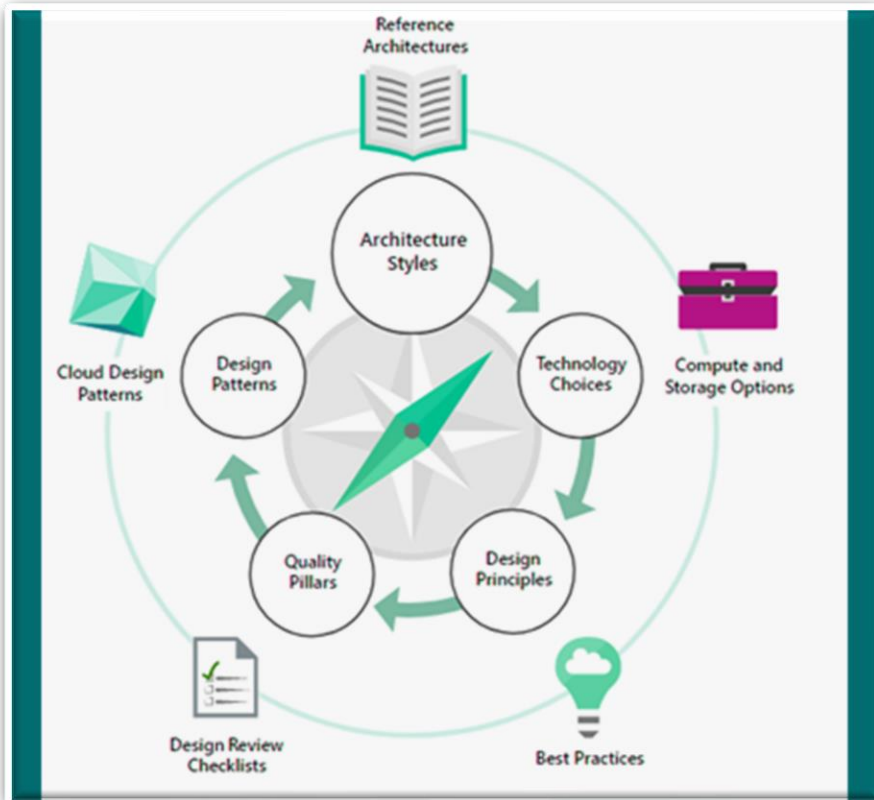 Reference
Architectures
Architecture
Styles
Technology
Choices
Compute and
Storage Options
Design
Principles
Best Practices
Quality
Pillars
Design Review
Checklists
Design
Patterns
Cloud Design
Patterns